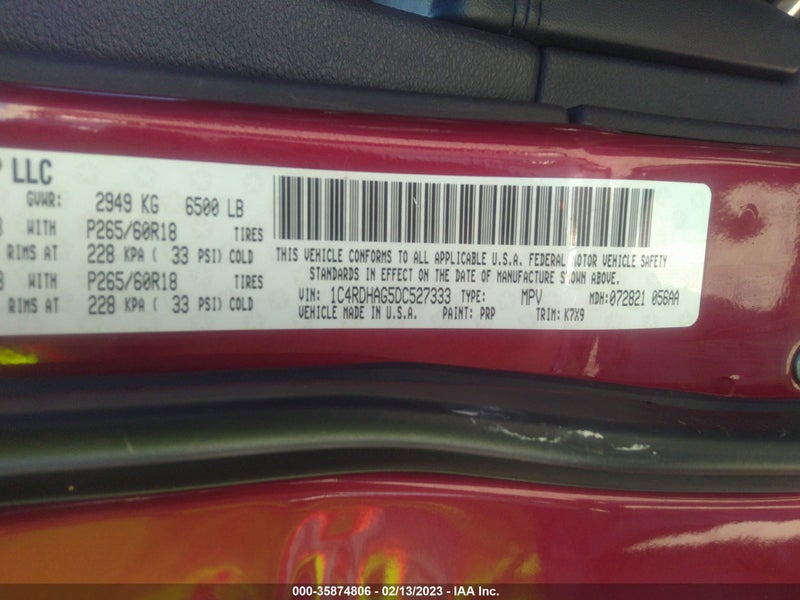 LLC
GVWR: 2949 KG 6500 LB
WITH P265/60R18 TIRES
RIMS AT 228 KPA ( 33 PSI) COLD
WITH P265/60R18 TIRES
RIMS AT 228 KPA ( 33 PSI) COLD
THIS VEHICLE CONFORMS TO ALL APPLICABLE U.S.A. FEDERAL MOTOR VEHICLE SAFETY
STANDARDS IN EFFECT ON THE DATE OF MANUFACTURE SHOWN ABOVE.
VIN: 1C4RDHAG5DC527333 TYPE: MPV MDH:072821 056AA
VEHICLE MADE IN U.S.A. PAINT: PRP TRIM: K7X9
000-35874806 - 02/13/2023 - IAA Inc.